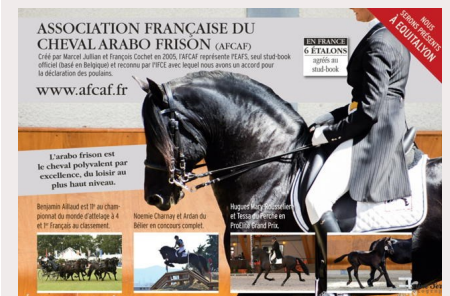 ASSOCIATION FRANÇAISE DU
CHEVAL ARABO FRISON (AFCAF)
Créé par Marcel Jullian et François Cochet en 2005, l'AFCAF représente l'EAFS, seul stud-book
officiel (basé en Belgique) et reconnu par l'IFCE avec lequel nous avons un accord pour
la déclaration des poulains.
www.afcaf.fr
EN FRANCE
6 ÉTALONS
agréés au
stud-book
NOUS
SERONS PRÉSENTS
À EQUITALYON
L'arabo frison est
le cheval polyvalent par
excellence, du loisir au
plus haut niveau.
Benjamin Aillaud est 11e au cham-
pionnat du monde d'attelage à 4
et 1er Français au classement.
Noemie Charnay et Ardan du
Bélier en concours complet.
Hugues Mary Rousselier
et Tessa du Perche en
ProElite Grand Prix.